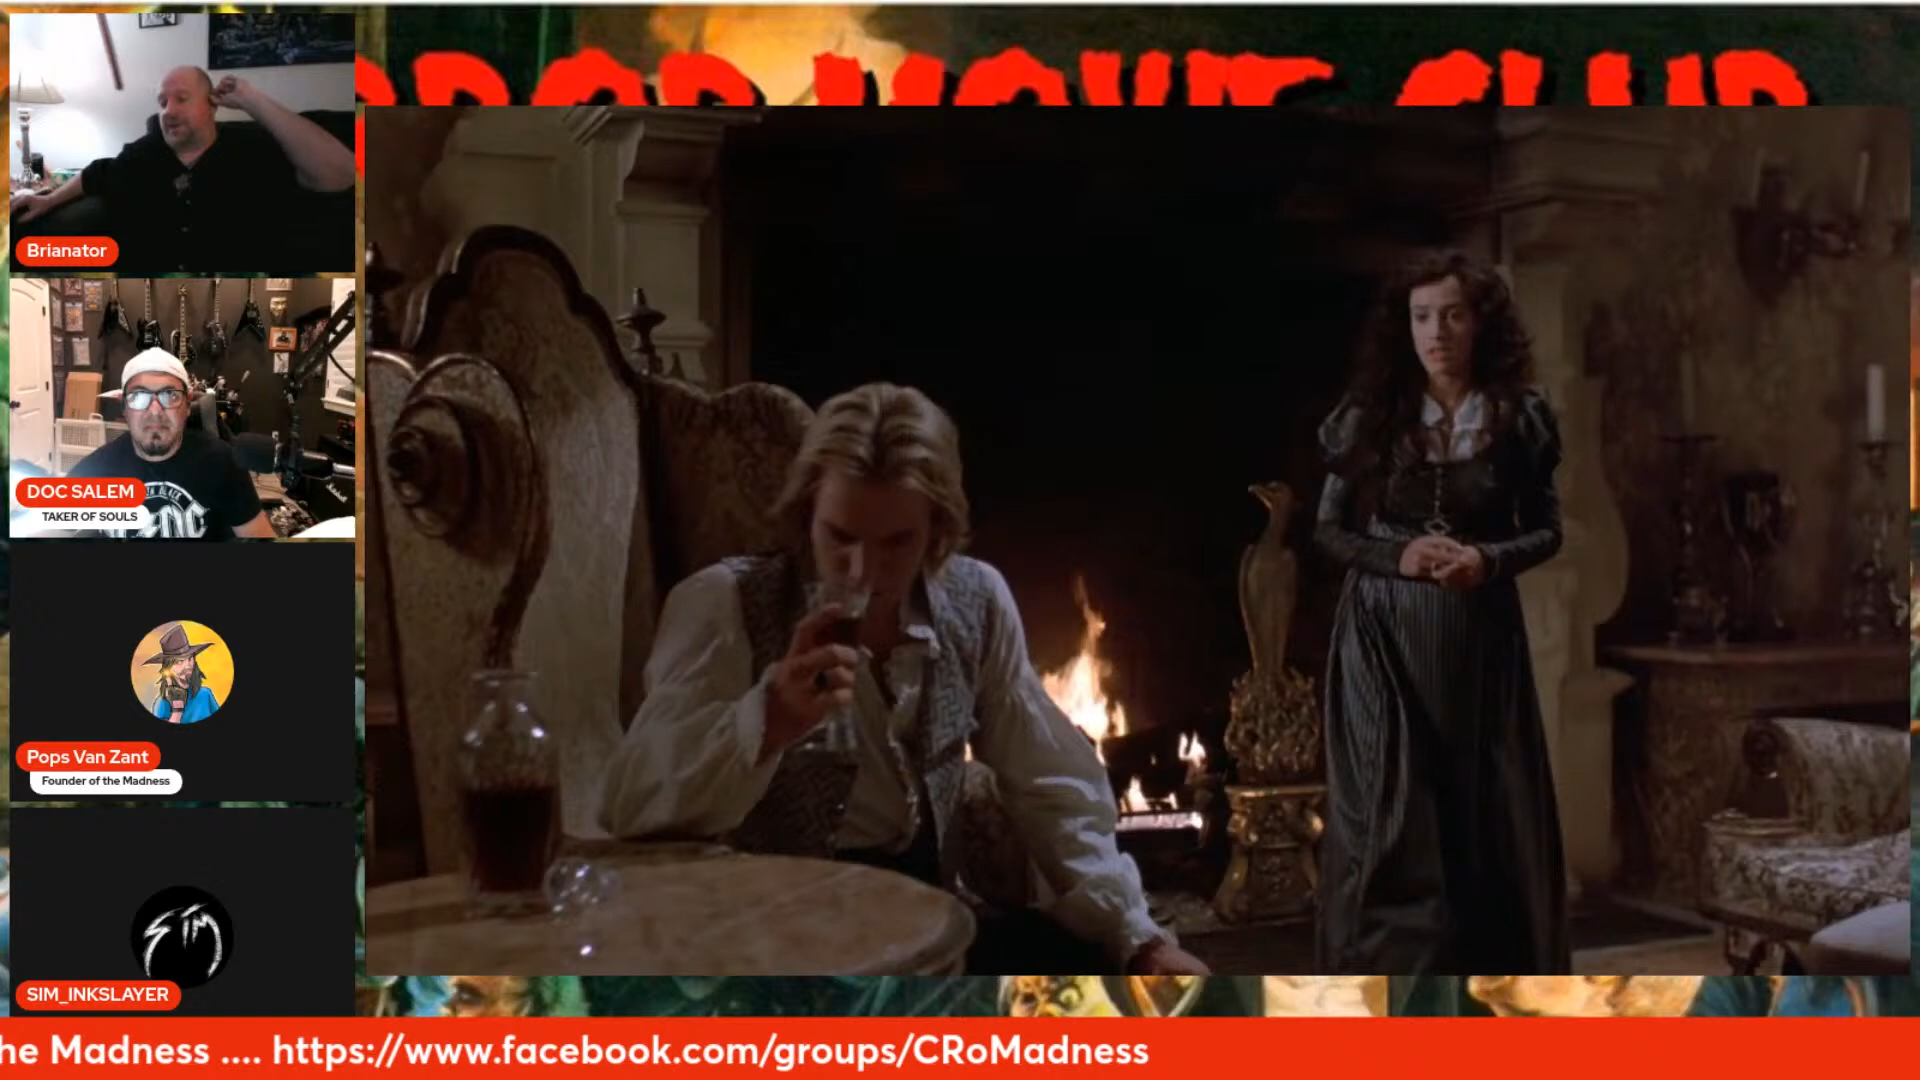 Brianator
DOC SALEM
TAKER OF SOULS
Pops Van Zant
Founder of the Madness
SIM
SIM_INKSLAYER
he Madness .... https://www.facebook.com/groups/CRoMadness